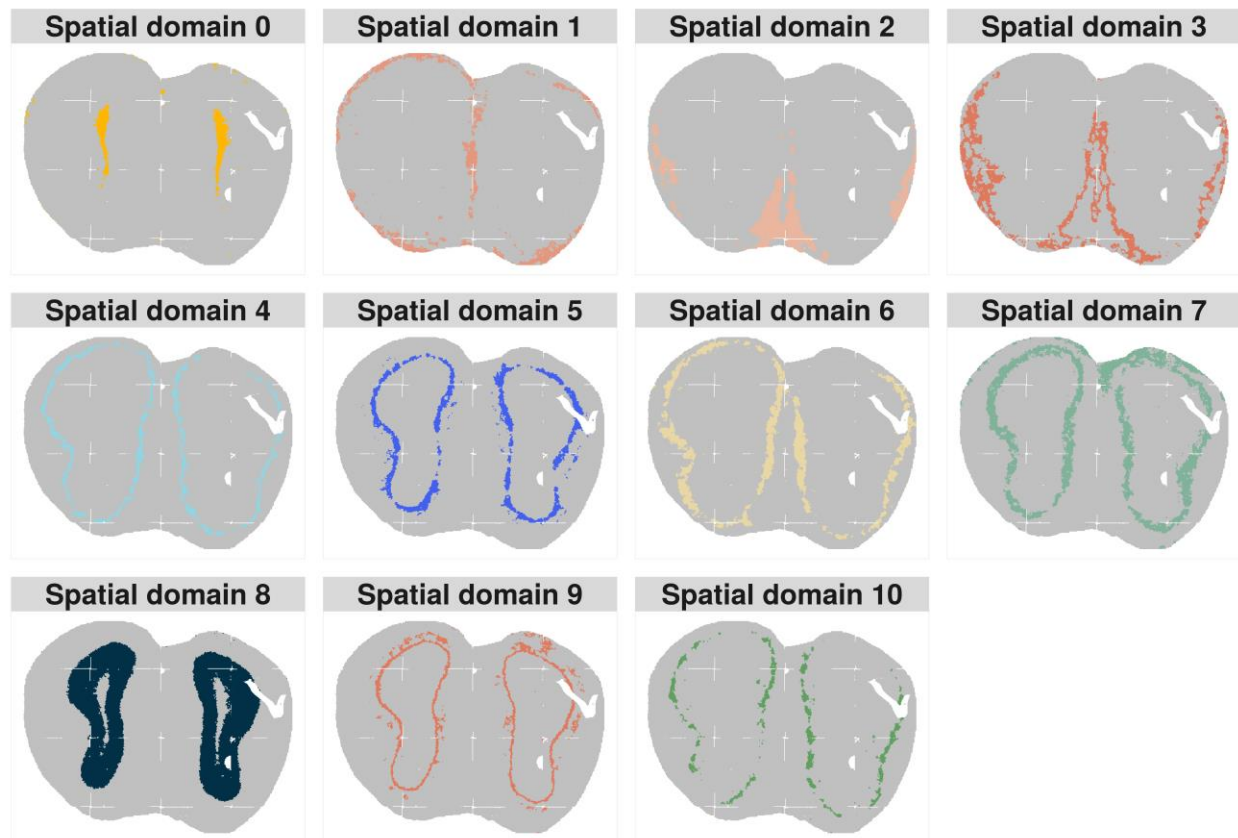 Spatial domain 0
Spatial domain 1
Spatial domain 2
Spatial domain 3
Spatial domain 4
Spatial domain 5
Spatial domain 6
Spatial domain 7
Spatial domain 8
Spatial domain 9
Spatial domain 10